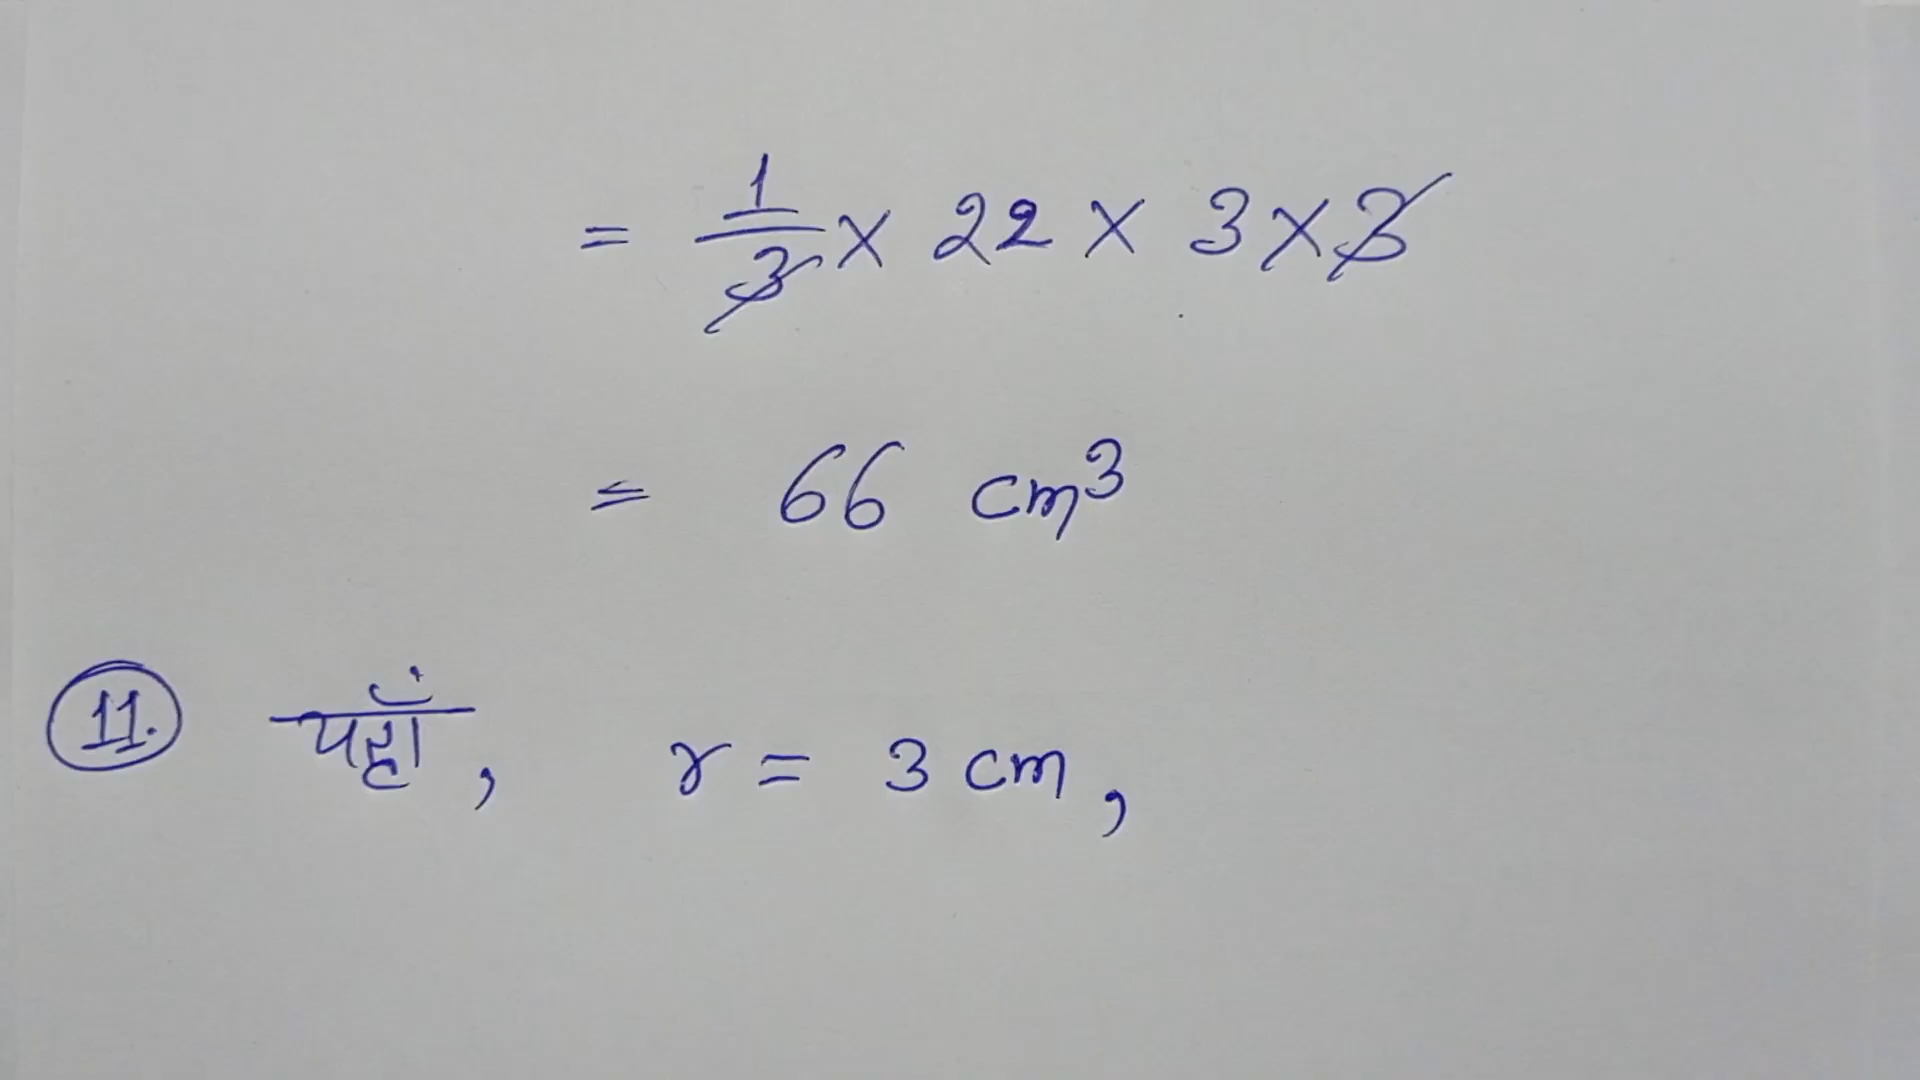 = 1/3 × 22 × 3 × 3
= 66 cm³
11. यहाँ, r = 3 cm,